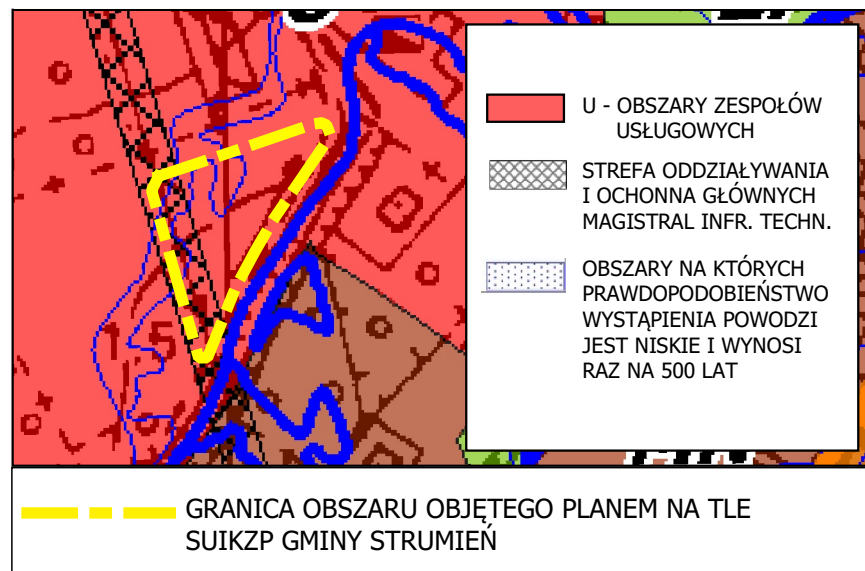 U - OBSZARY ZESPOŁÓW
USŁUGOWYCH
STREFA ODDZIAŁYWANIA
I OCHONNA GŁÓWNYCH
MAGISTRAL INFR. TECHN.
OBSZARY NA KTÓRYCH
PRAWDOPODOBIEŃSTWO
WYSTĄPIENIA POWODZI
JEST NISKIE I WYNOSI
RAZ NA 500 LAT
GRANICA OBSZARU OBJĘTEGO PLANEM NA TLE
SUIKZP GMINY STRUMIEŃ